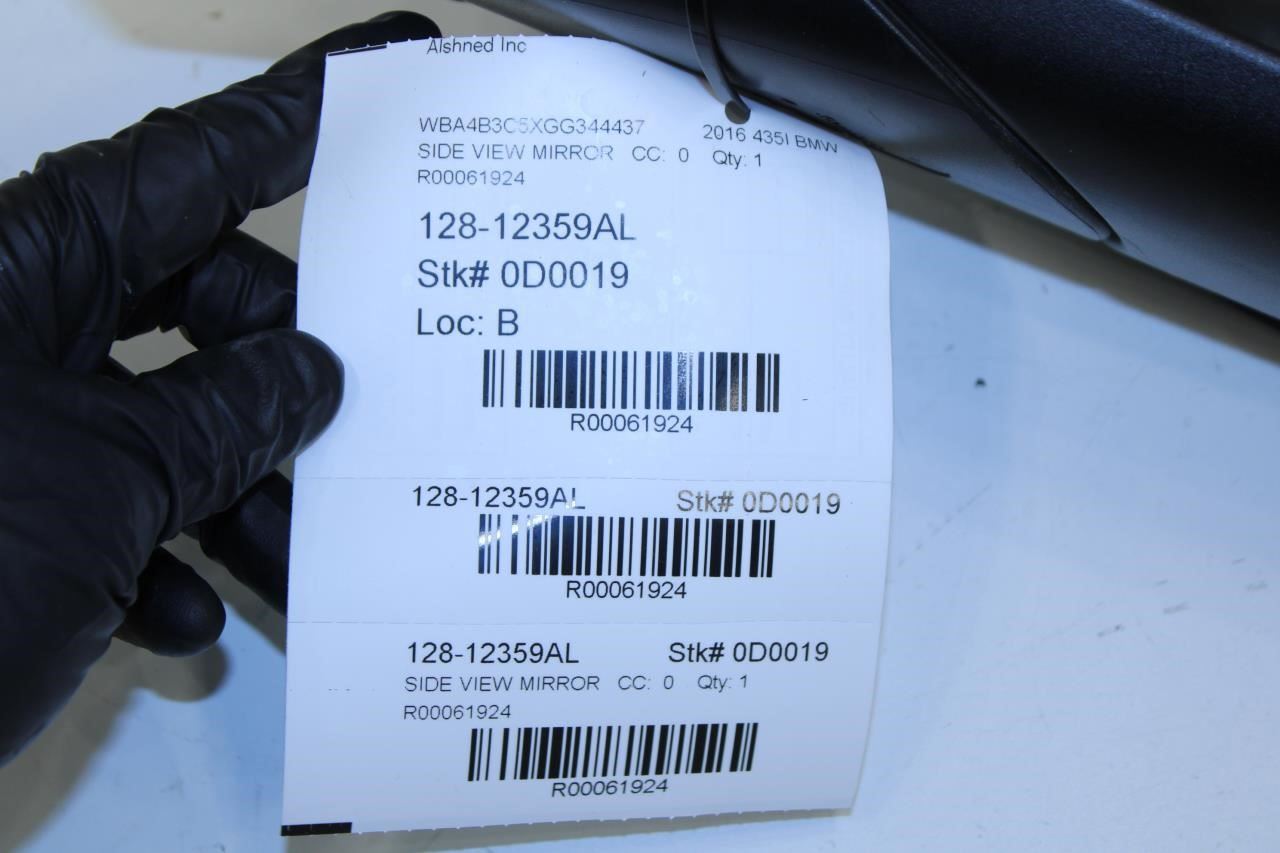 Alshned Inc
WBA4B3C5XGG344437 2016 435I BMW
SIDE VIEW MIRROR CC: 0 Qty: 1
R00061924
128-12359AL
Stk# 0D0019
Loc: B
R00061924
128-12359AL Stk# 0D0019
R00061924
128-12359AL Stk# 0D0019
SIDE VIEW MIRROR CC: 0 Qty: 1
R00061924
R00061924